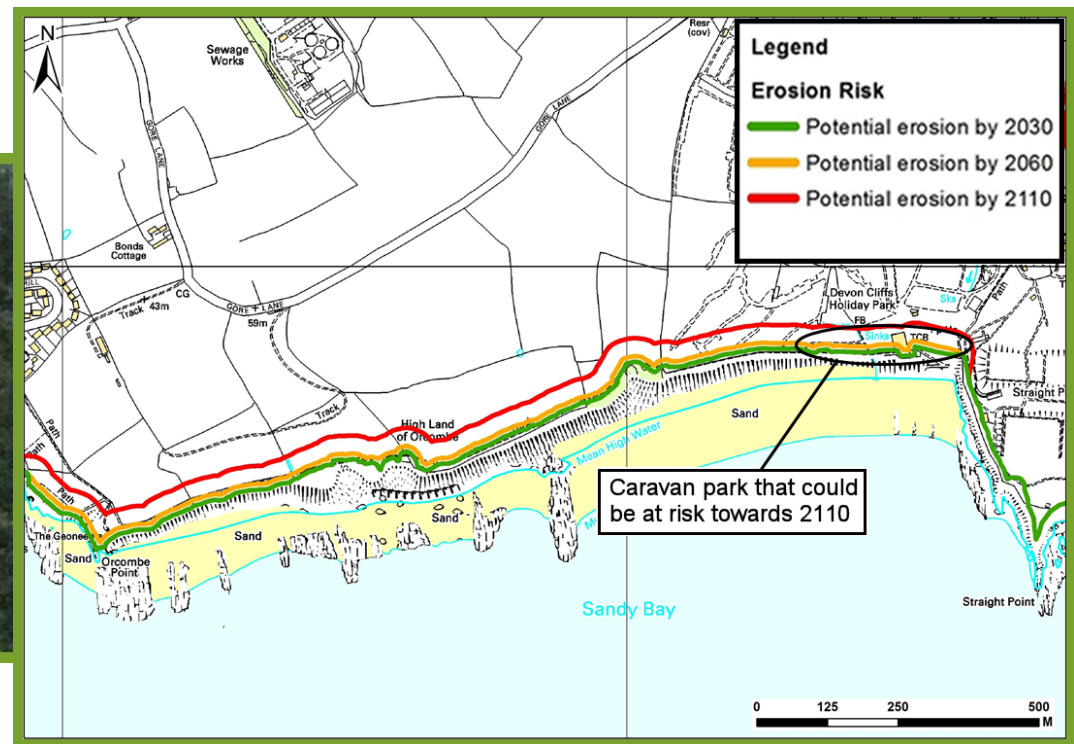 N
Sewage
Works
Resr
(cov)
Legend
Erosion Risk
Potential erosion by 2030
Potential erosion by 2060
Potential erosion by 2110
GORE LANE
GORE LANE
Bonds
Cottage
CG
Track 43m
GORE LANE
59m
Devon Cliffs
Holiday Park
FB
Sks
Path
Sinks
Track
High Land
of Orcombe
Straight P
Path
Path
Path
Mean High Water
Sand
Caravan park that could
be at risk towards 2110
Sand
Sand
Sand
Orcombe
Point
Sandy Bay
Straight Point
0 125 250 500
M